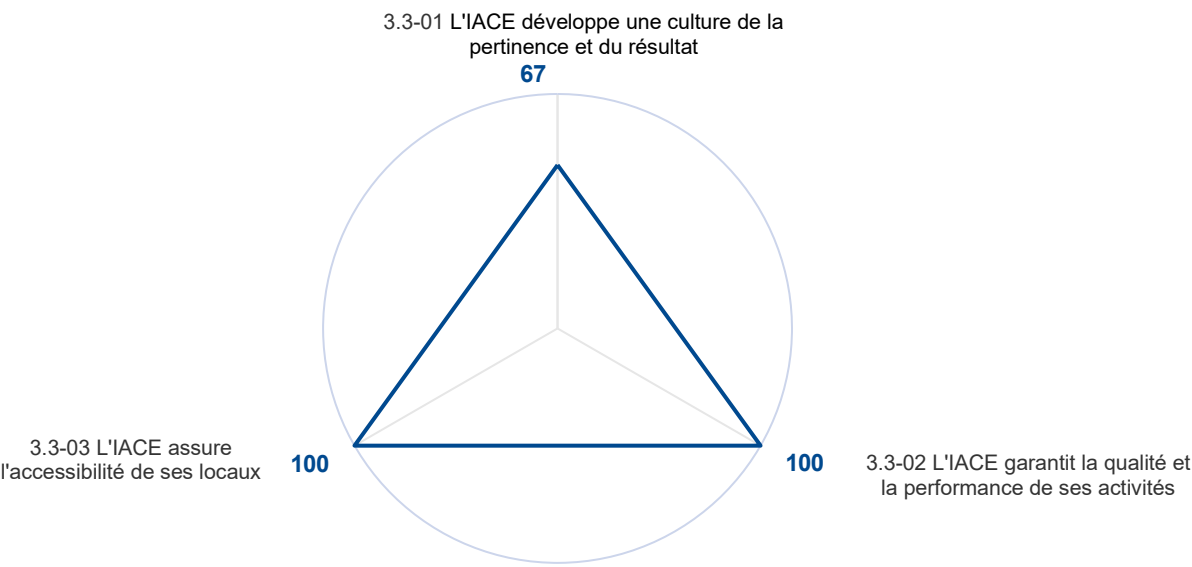 3.3-01 L'IACE développe une culture de la
pertinence et du résultat
67
3.3-03 L'IACE assure
l'accessibilité de ses locaux
100
100
3.3-02 L'IACE garantit la qualité et
la performance de ses activités